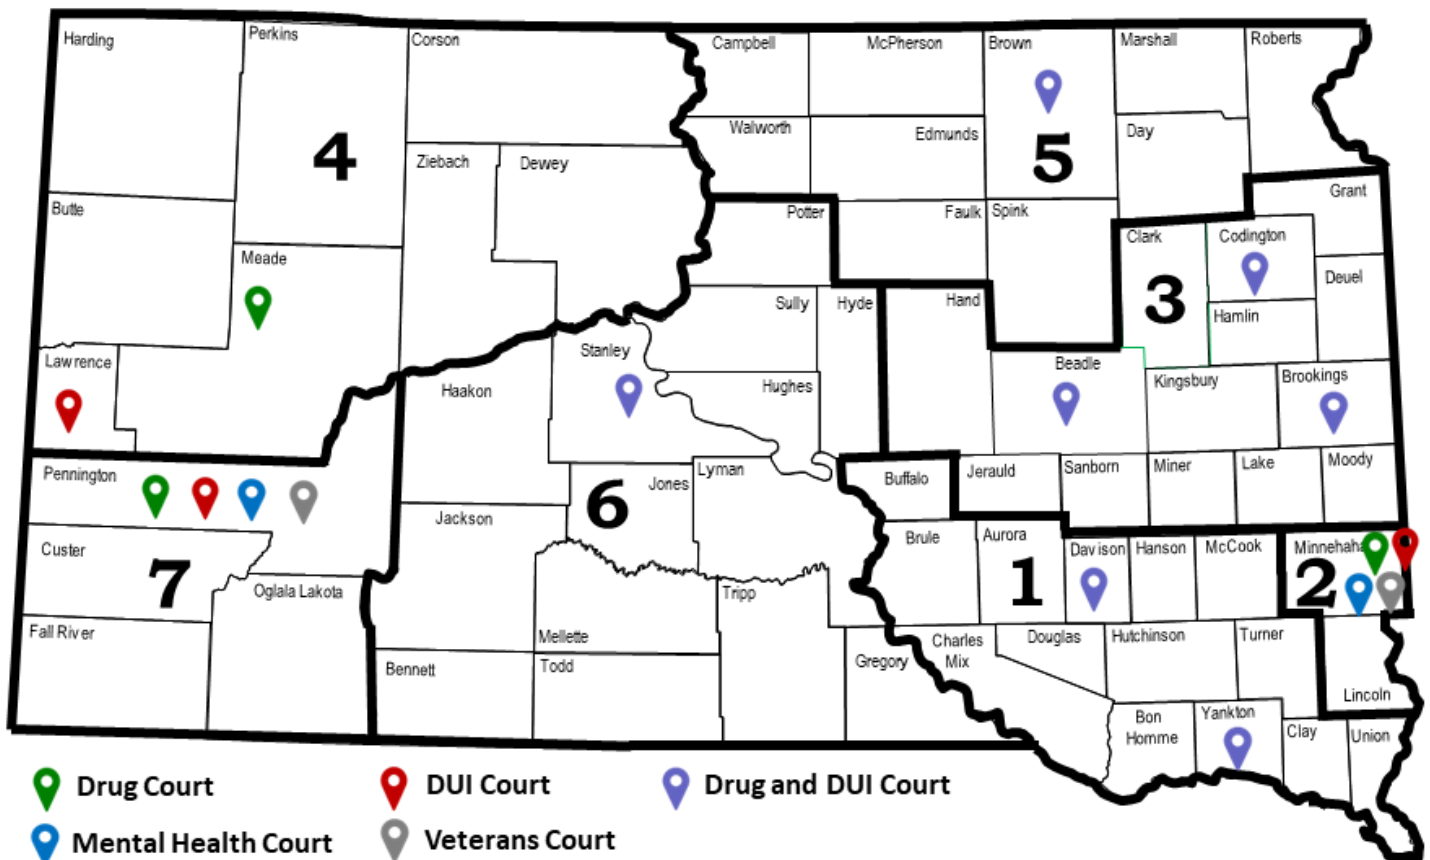 Harding
Perkins
Corson
Campbell
McPherson
Brown
Marshall
Roberts
Walworth
Edmunds
Day
4
5
Ziebach
Dewey
Butte
Potter
Faulk
Spink
Grant
Clark
Codington
Meade
Deuel
3
Sully
Hyde
Hand
Hamlin
Lawrence
Stanley
Beadle
Kingsbury
Brookings
Haakon
Hughes
Pennington
Lyman
Jones
Buffalo
Jerauld
Sanborn
Miner
Lake
Moody
6
Jackson
Custer
Brule
Aurora
Davison
Hanson
McCook
Minnehaha
7
1
2
Oglala Lakota
Tripp
Fall River
Mellette
Charles
Mix
Douglas
Hutchinson
Turner
Bennett
Todd
Gregory
Lincoln
Bon
Homme
Yankton
Clay
Union
Drug Court
DUI Court
Drug and DUI Court
Mental Health Court
Veterans Court